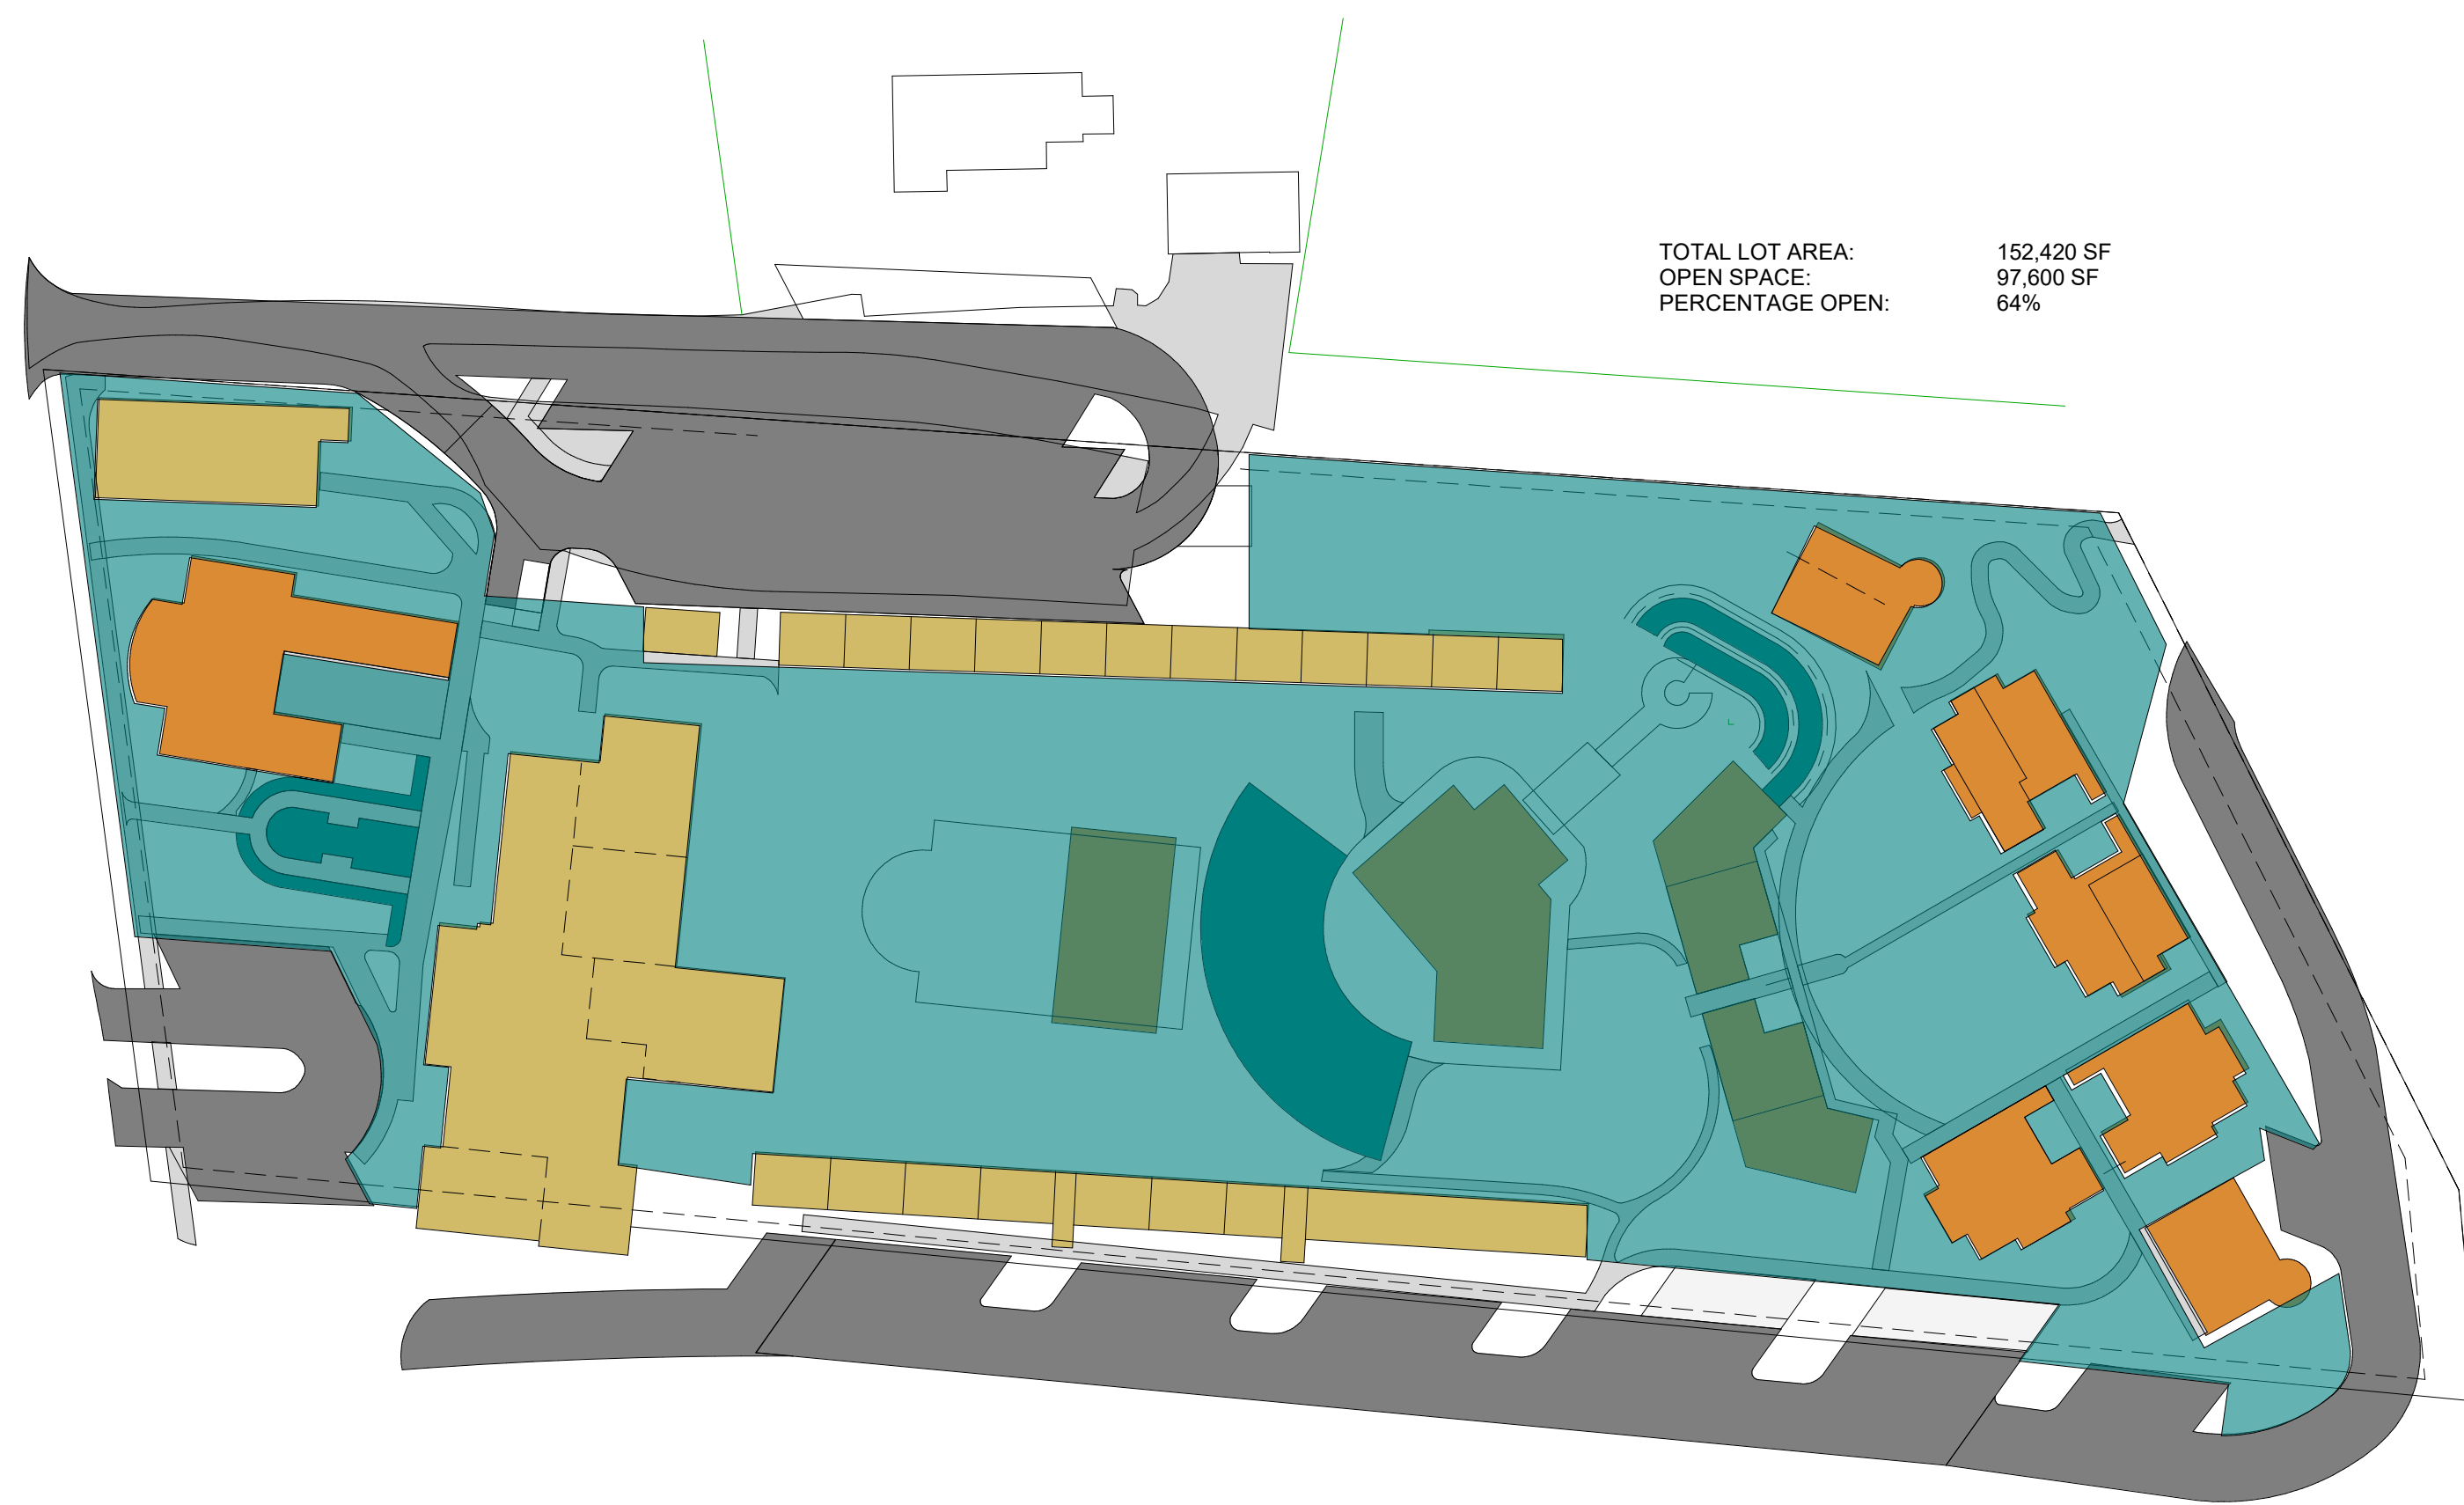 TOTAL LOT AREA: 152,420 SF
OPEN SPACE: 97,600 SF
PERCENTAGE OPEN: 64%